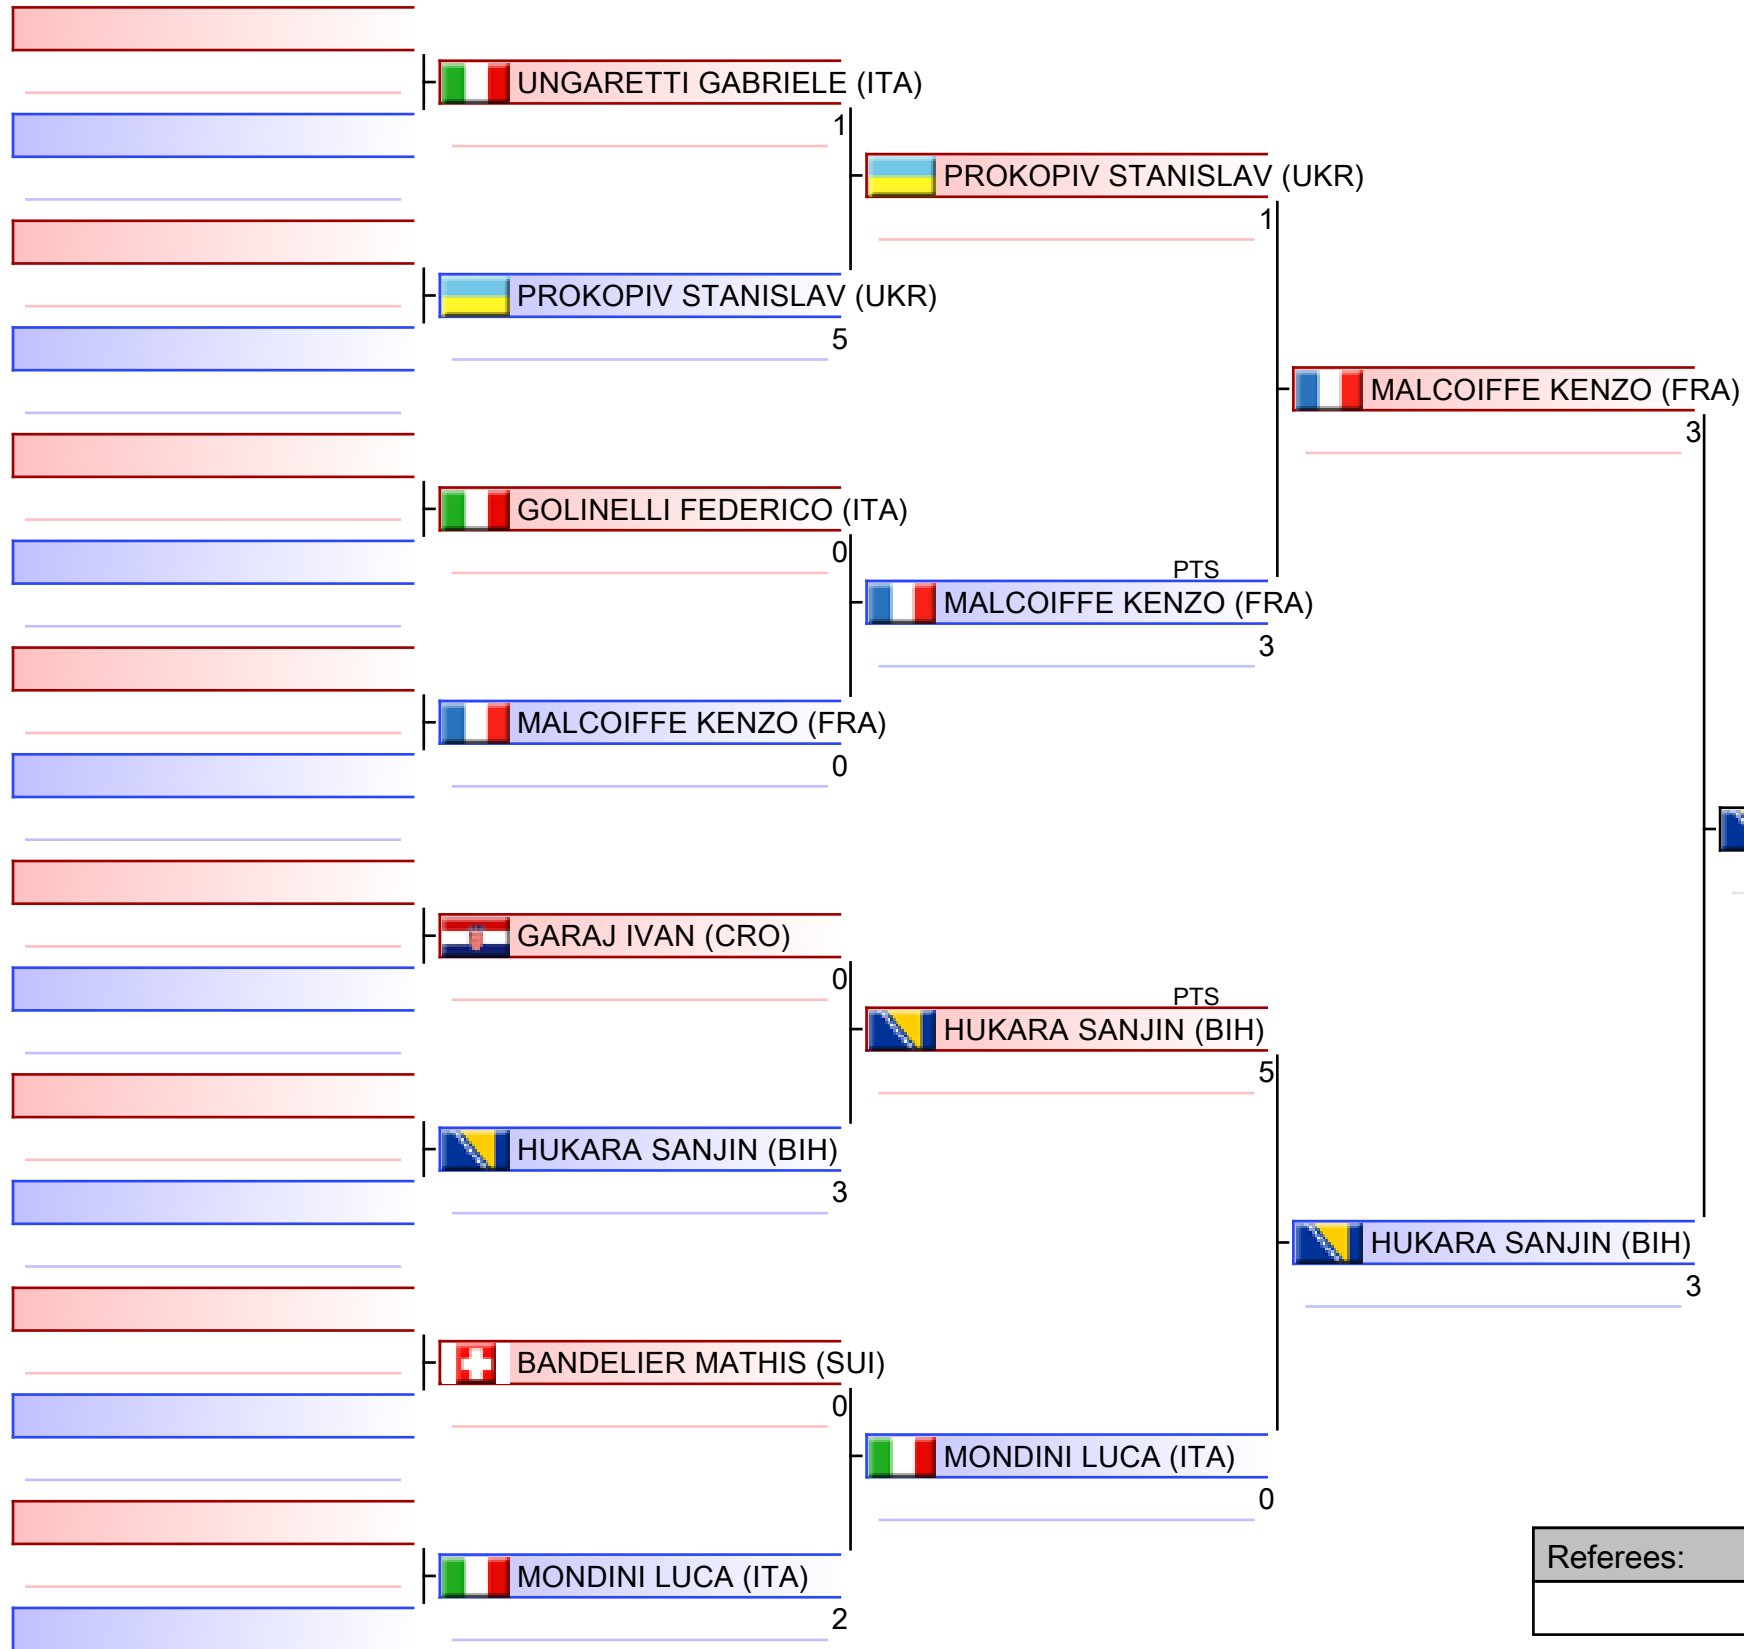 UNGARETTI GABRIELE (ITA)
1
PROKOPIV STANISLAV (UKR)
1
PROKOPIV STANISLAV (UKR)
5
MALCOIFFE KENZO (FRA)
3
GOLINELLI FEDERICO (ITA)
0
PTS
MALCOIFFE KENZO (FRA)
3
MALCOIFFE KENZO (FRA)
0
GARAJ IVAN (CRO)
0
PTS
HUKARA SANJIN (BIH)
5
HUKARA SANJIN (BIH)
3
HUKARA SANJIN (BIH)
3
BANDELIER MATHIS (SUI)
0
MONDINI LUCA (ITA)
0
MONDINI LUCA (ITA)
2
Referees: